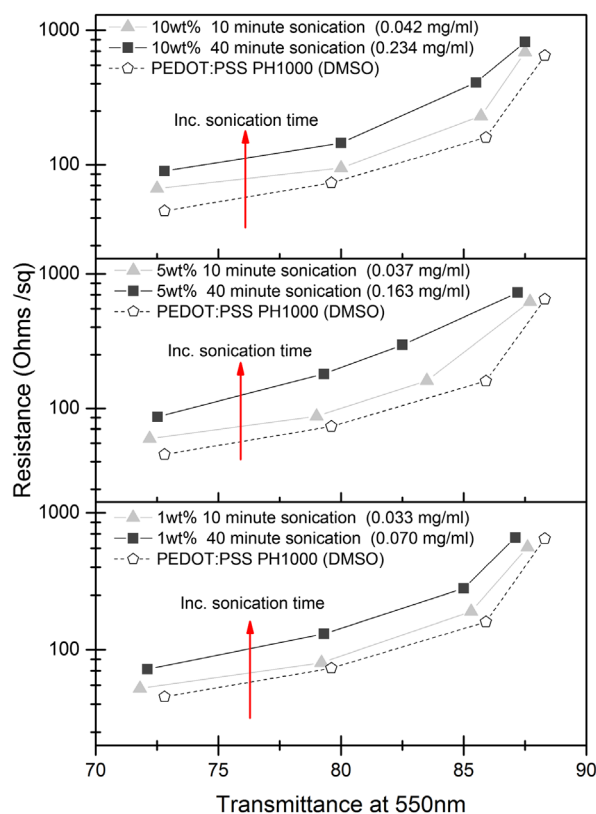 1000
100
10wt% 10 minute sonication (0.042 mg/ml)
10wt% 40 minute sonication (0.234 mg/ml)
PEDOT:PSS PH1000 (DMSO)
Inc. sonication time
1000
100
5wt% 10 minute sonication (0.037 mg/ml)
5wt% 40 minute sonication (0.163 mg/ml)
PEDOT:PSS PH1000 (DMSO)
Inc. sonication time
Resistance (Ohms /sq)
1000
100
1wt% 10 minute sonication (0.033 mg/ml)
1wt% 40 minute sonication (0.070 mg/ml)
PEDOT:PSS PH1000 (DMSO)
Inc. sonication time
70 75 80 85 90
Transmittance at 550nm